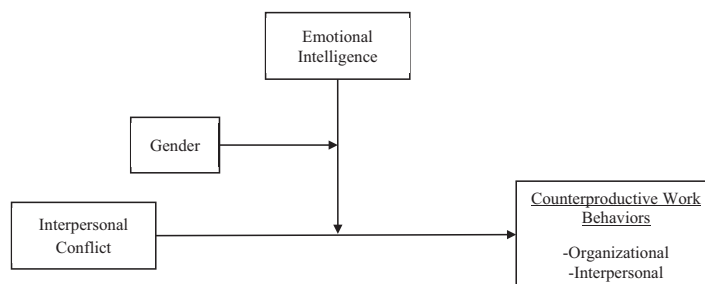 Emotional
Intelligence
Gender
Interpersonal
Conflict
Counterproductive Work
Behaviors
-Organizational
-Interpersonal